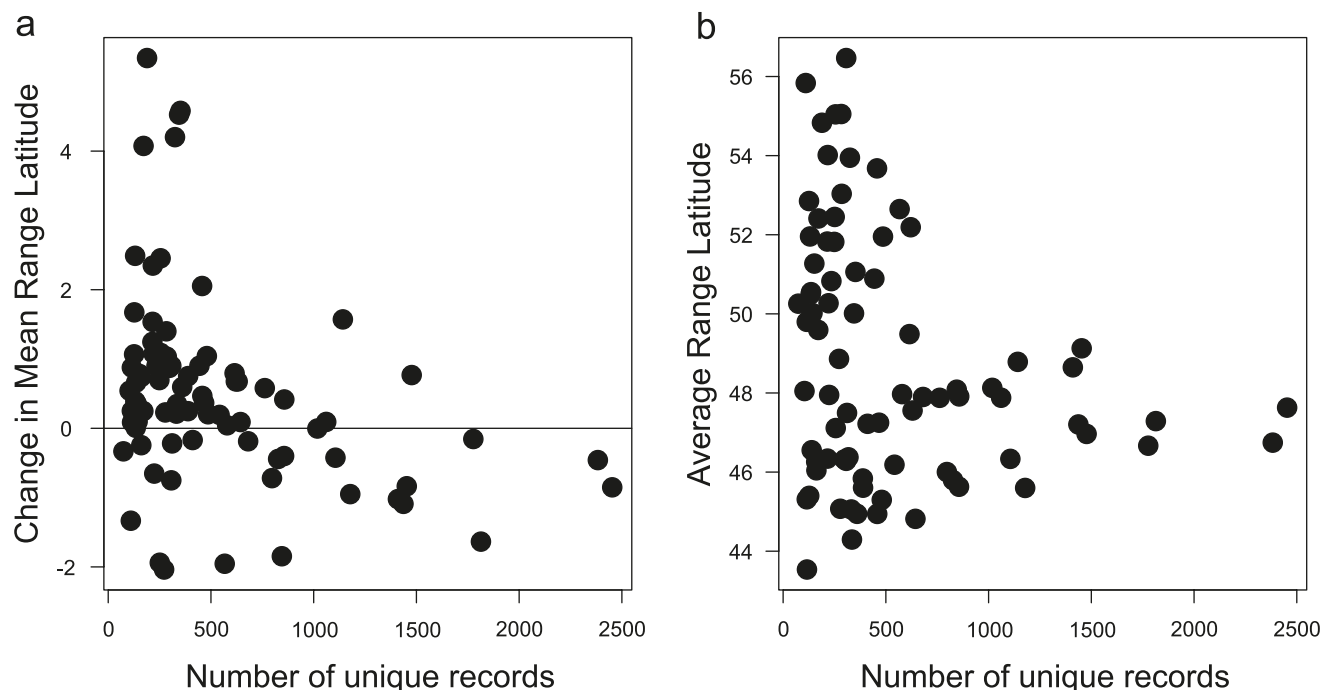 a
Change in Mean Range Latitude
4
2
0
-2
0 500 1000 1500 2000 2500
Number of unique records
b
Average Range Latitude
56
54
52
50
48
46
44
0 500 1000 1500 2000 2500
Number of unique records